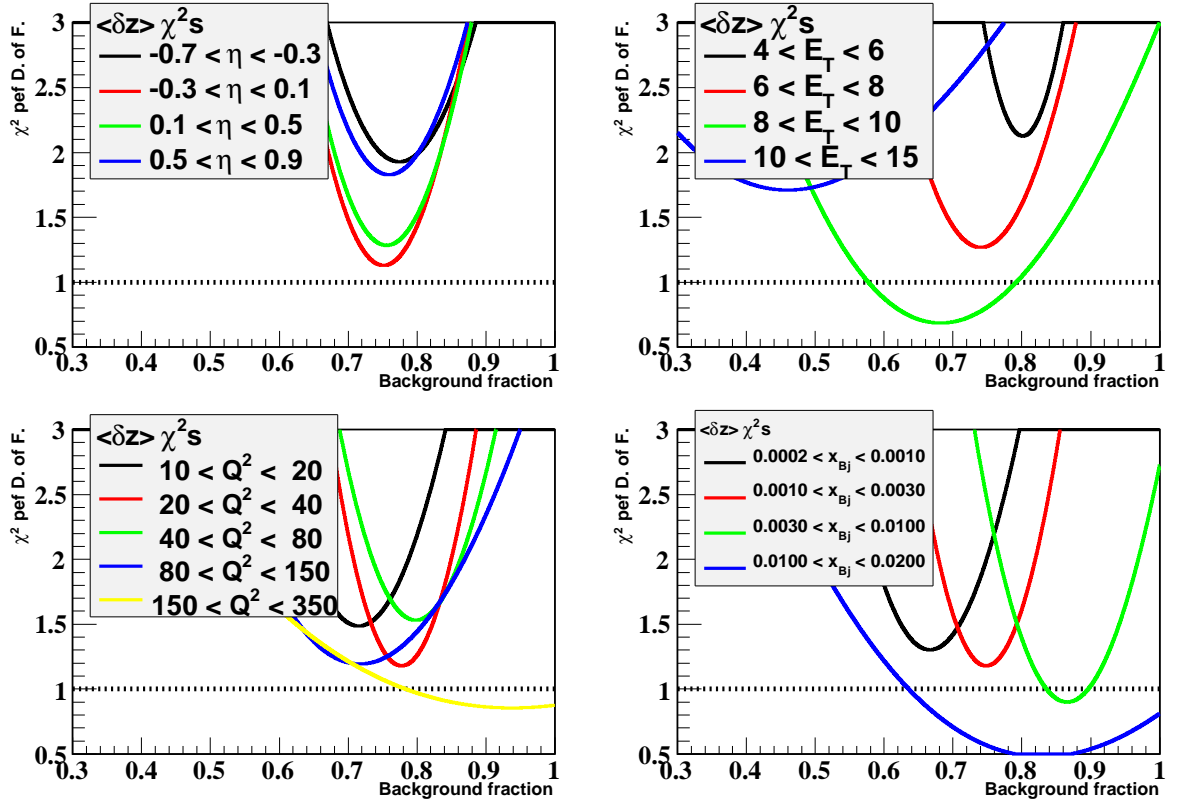 <δz> χ²s
-0.7 < η < -0.3
-0.3 < η < 0.1
0.1 < η < 0.5
0.5 < η < 0.9
χ² pef D. of F.
3
2.5
2
1.5
1
0.5
0.3 0.4 0.5 0.6 0.7 0.8 0.9 1
Background fraction
<δz> χ²s
4 < E_T < 6
6 < E_T < 8
8 < E_T < 10
10 < E_T < 15
χ² pef D. of F.
3
2.5
2
1.5
1
0.5
0.3 0.4 0.5 0.6 0.7 0.8 0.9 1
Background fraction
<δz> χ²s
10 < Q² < 20
20 < Q² < 40
40 < Q² < 80
80 < Q² < 150
150 < Q² < 350
χ² pef D. of F.
3
2.5
2
1.5
1
0.5
0.3 0.4 0.5 0.6 0.7 0.8 0.9 1
Background fraction
<δz> χ²s
0.0002 < x_Bj < 0.0010
0.0010 < x_Bj < 0.0030
0.0030 < x_Bj < 0.0100
0.0100 < x_Bj < 0.0200
χ² pef D. of F.
3
2.5
2
1.5
1
0.5
0.3 0.4 0.5 0.6 0.7 0.8 0.9 1
Background fraction